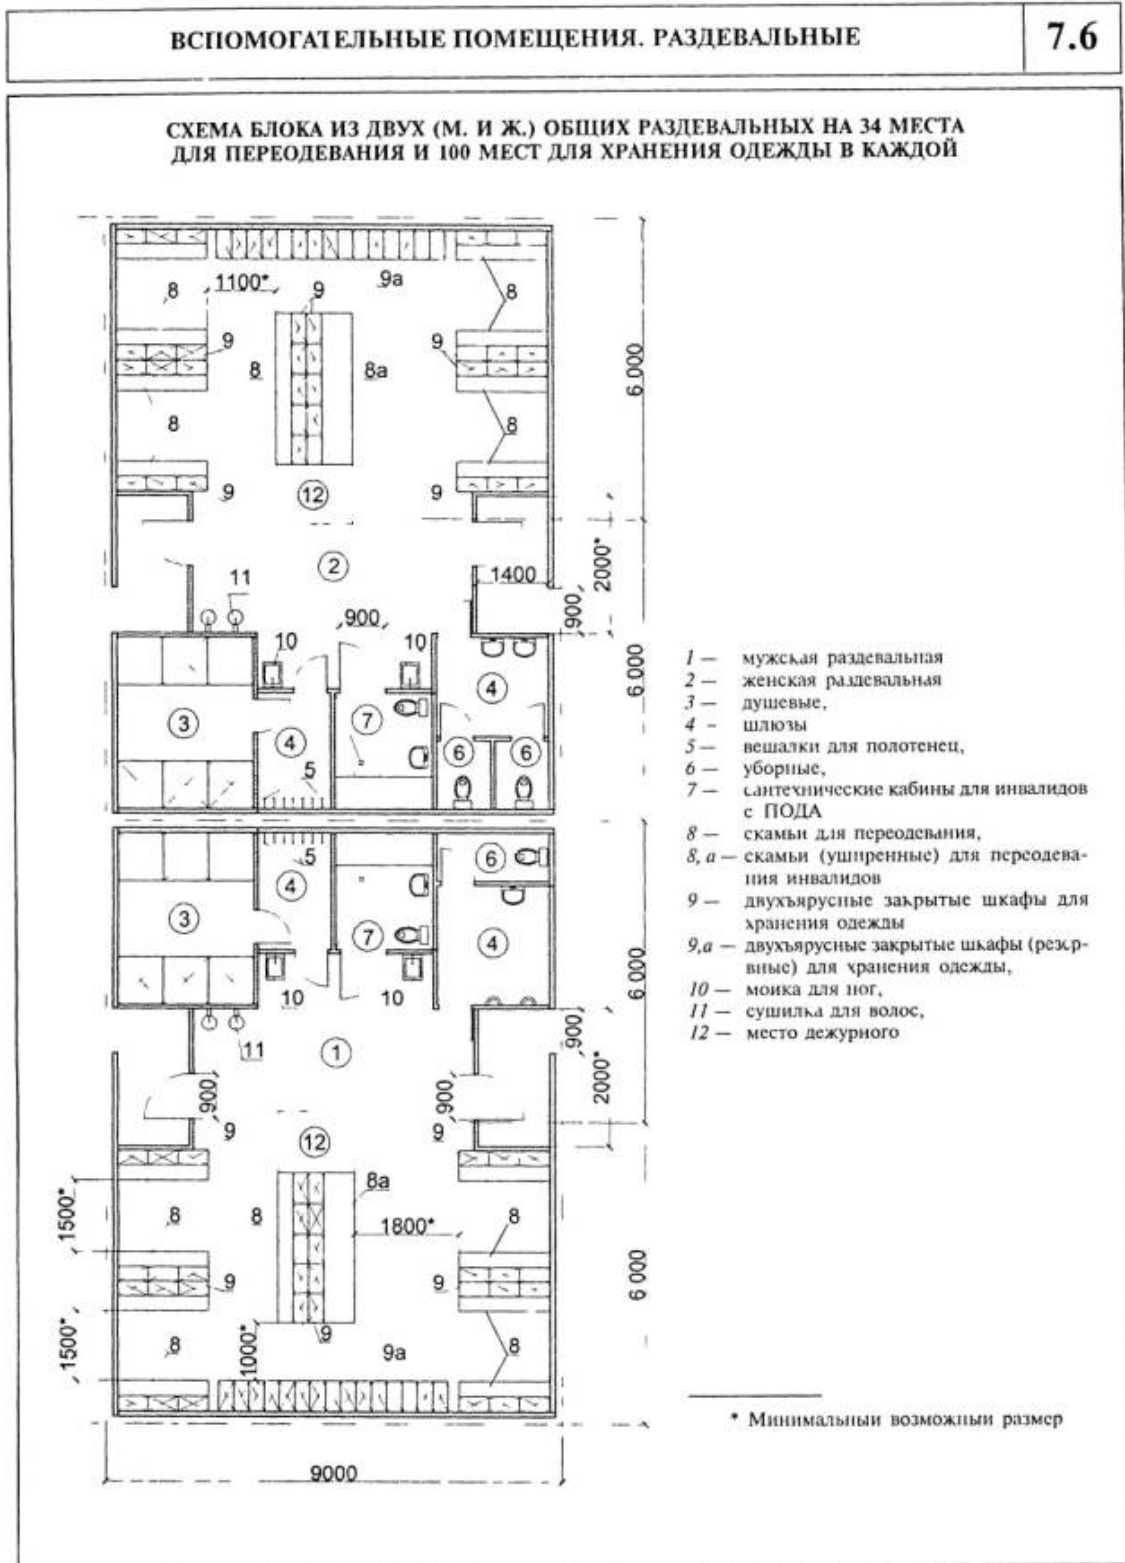 ВСПОМОГАТЕЛЬНЫЕ ПОМЕЩЕНИЯ. РАЗДЕВАЛЬНЫЕ
7.6
СХЕМА БЛОКА ИЗ ДВУХ (М. И Ж.) ОБЩИХ РАЗДЕВАЛЬНЫХ НА 34 МЕСТА
ДЛЯ ПЕРЕОДЕВАНИЯ И 100 МЕСТ ДЛЯ ХРАНЕНИЯ ОДЕЖДЫ В КАЖДОЙ
8
1100*
9
9а
8
9
8
8а
9
6 000
8
8
9
12
9
2
1400
2000*
900
11
900
10
10
6 000
3
4
7
4
5
6
6
5
4
6
3
7
4
10
10
6 000
11
1
900
2000*
900
900
9
12
9
8а
1500*
8
8
1800*
8
9
9
6 000
1500*
8
1000*
9
9а
8
9000
1 — мужская раздевальная
2 — женская раздевальная
3 — душевые,
4 - шлюзы
5 — вешалки для полотенец,
6 — уборные,
7 — сантехнические кабины для инвалидов
с ПОДА
8 — скамьи для переодевания,
8, а — скамьи (уширенные) для переодева-
ния инвалидов
9 — двухъярусные закрытые шкафы для
хранения одежды
9,а — двухъярусные закрытые шкафы (резер-
вные) для хранения одежды,
10 — мойка для ног,
11 — сушилка для волос,
12 — место дежурного
* Минимальный возможный размер